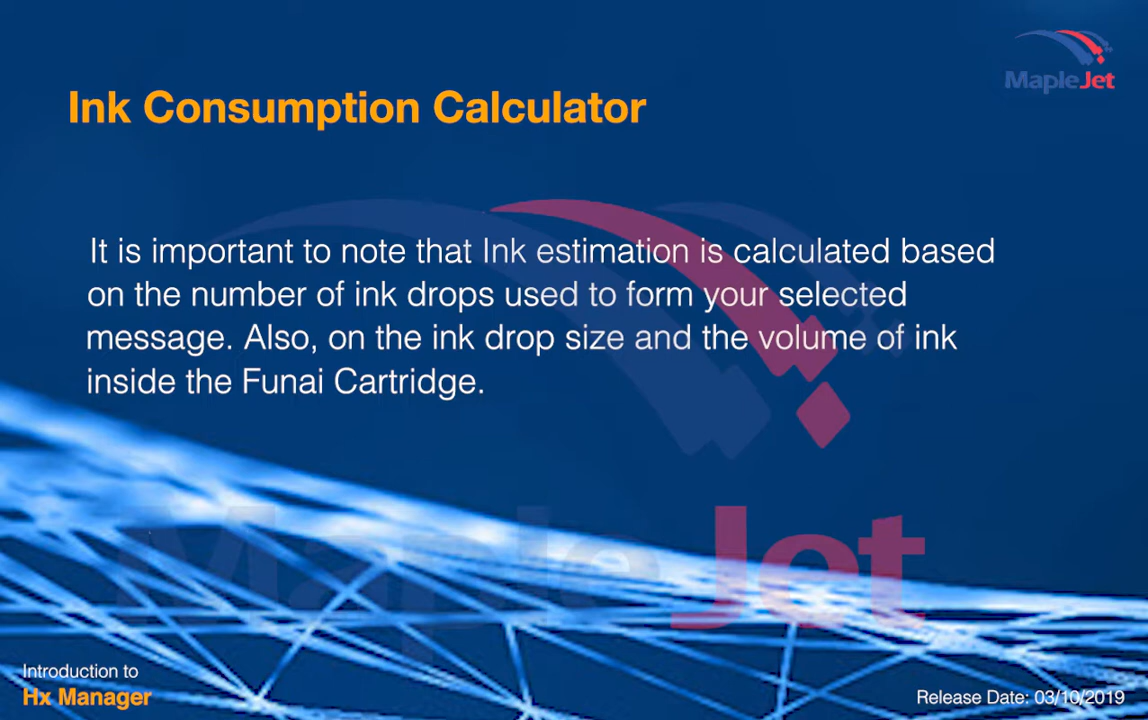 MapleJet
Ink Consumption Calculator
It is important to note that Ink estimation is calculated based
on the number of ink drops used to form your selected
message. Also, on the ink drop size and the volume of ink
inside the Funai Cartridge.
MapleJet
Introduction to
Hx Manager
Release Date: 03/10/2019